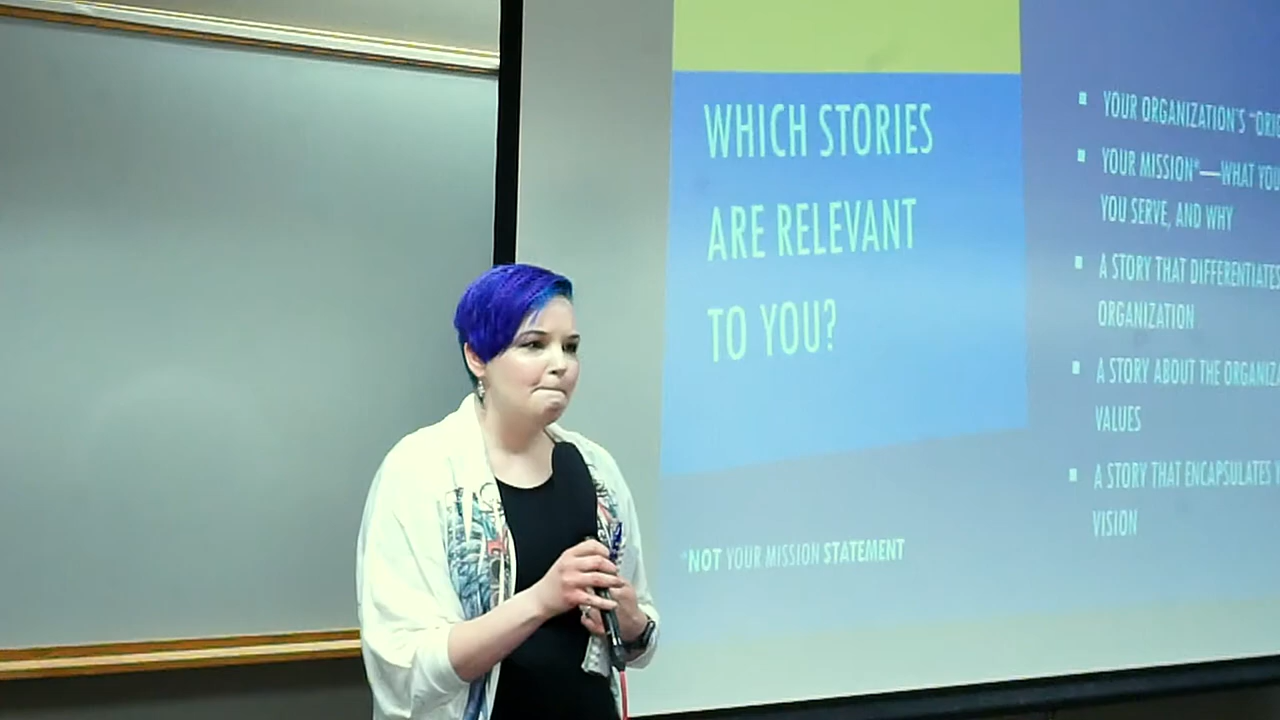 WHICH STORIES
ARE RELEVANT
TO YOU?
*NOT YOUR MISSION STATEMENT
YOUR ORGANIZATION'S
YOUR MISSION*—WHAT
YOU SERVE, AND WHY
A STORY THAT DIFFERENTIATES
ORGANIZATION
A STORY ABOUT THE
VALUES
A STORY THAT ENCAPSULATES
VISION